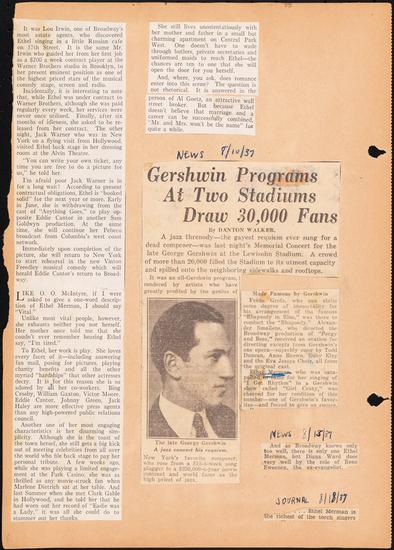 It was Lou Irwin, one of Broadway's
most astute agents, who discovered
Ethel singing in a little Russian cafe
on 57th Street. It is the same Mr.
Irwin who guided her from her first job
as a $200 a week contract player at the
Warner Brothers studio in Brooklyn, to
her present eminent position as one of
the highest priced stars of the musical
comedy stage, screen and radio.
Incidentally, it is interesting to note
that, while Ethel was under contract to
Warner Brothers, although she was paid
regularly every week, her services were
never once utilized. Finally, after six
months of idleness, she asked to be re-
leased from her contract. The other
night, Jack Warner who was in New
York on a flying visit from Hollywood,
visited Ethel back stage in her dressing
room at the Alvin Theatre.
"You can write your own ticket, any
time you are free to do a picture for
us," he told her.
I'm afraid poor Jack Warner is in
for a long wait! According to present
contractual obligations, Ethel is "booked
solid" for the next year or more. Early
in June, she is withdrawing from the
cast of "Anything Goes," to play op-
posite Eddie Cantor in another Sam
Goldwyn production. At the same
time, she will continue her Pebeco
broadcast from Columbia's west coast
network.
Immediately upon completion of the
picture, she will return to New York
to start rehearsal in the new Vinton
Freedley musical comedy which will
herald Eddie Cantor's return to Broad-
way.
LIKE O. O. McIntyre, if I were
asked to give a one-word descrip-
tion of Ethel Merman, I should say
"Vital."
Unlike most vital people, however,
she exhausts neither you nor herself.
Her mother once told me that she
couldn't ever remember hearing Ethel
say, "I'm tired."
To Ethel, her work is play. She loves
every facet of it—including answering
fan mail, posing for pictures, playing
charity benefits and all the other
myriad "hardships" that other actresses
decry. It is for this reason she is so
adored by all her co-workers. Bing
Crosby, William Gaxton, Victor Moore,
Eddie Cantor, Johnny Green, Jack
Haley are more effective press agents
than any high-powered public relations
council.
Another one of her most engaging
characteristics is her disarming sim-
plicity. Although she is the toast of
the town herself, she still gets a big kick
out of meeting celebrities from all over
the world who file back stage to pay her
personal tribute. A few weeks ago,
while she was playing a limited engage-
ment at the Park Casino, she was as
thrilled as any movie-struck fan when
Marlene Dietrich sat at her table. And
last Summer when she met Clark Gable
in Hollywood, and he told her that he
had worn out her record of "Eadie was
a Lady," it was all she could do to
stammer out her thanks.
She still lives unostentatiously with
her mother and father in a small but
charming apartment on Central Park
West. One doesn't have to wade
through butlers, private secretaries and
uniformed maids to reach Ethel—the
chances are ten to one that she will
open the door for you herself.
And, where, you ask, does romance
enter into this scene? The question is
not rhetorical. It is answered in the
person of Al Goetz, an attractive wall
street broker. But because Ethel
doesn't believe that marriage and a
career can be successfully combined,
"Mr. and Mrs. won't be the name" for
quite a while.
NEWS 8/10/37
Gershwin Programs
At Two Stadiums
Draw 30,000 Fans
By DANTON WALKER.
A jazz threnody—the gayest requiem ever sung for a
dead composer—was last night's Memorial Concert for the
late George Gershwin at the Lewisohn Stadium. A crowd
of more than 20,000 filled the Stadium to its utmost capacity
and spilled onto the neighboring sidewalks and rooftops.
It was an all-Gershwin program,
rendered by artists who have
greatly profited by the genius of
The late George Gershwin
A jazz concert his requiem.
New York's favorite composer,
who rose from a $15-a-week song
plugger to a $250,000-a-year movie
contract and world fame as the
high priest of jazz.
Made Famous by Gershwin
Ferde Grofe, who can claim
some degree of immortality for
his arrangement of the famous
"Rhapsody in Blue," was there to
conduct the "Rhapsody." Alexan-
der Smallens, who directed the
Broadway production of "Porgy
and Bess," received an ovation for
directing excerpts from Gershwin's
one opera—superbly sung by Todd
Duncan, Anne Brown, Ruby Elzy
and the Eva Jessye Choir, all from
the original cast.
Ethel who was cata-
for her singing of
"I Got Rhythm" in a Gershwin
show called "Girl Crazy," was
cheered for her rendition of this
number—one of Gershwin's favor-
ites—and forced to give an encore.
NEWS 8/15/37
And as Broadway knows only
too well, there is only one Ethel
Merman, but Diana Ward does
very well by the role of Reno
Sweeney, the ex-evangelist.
JOURNAL 8/18/37
. . . Ethel Merman is
the richest of the torch singers